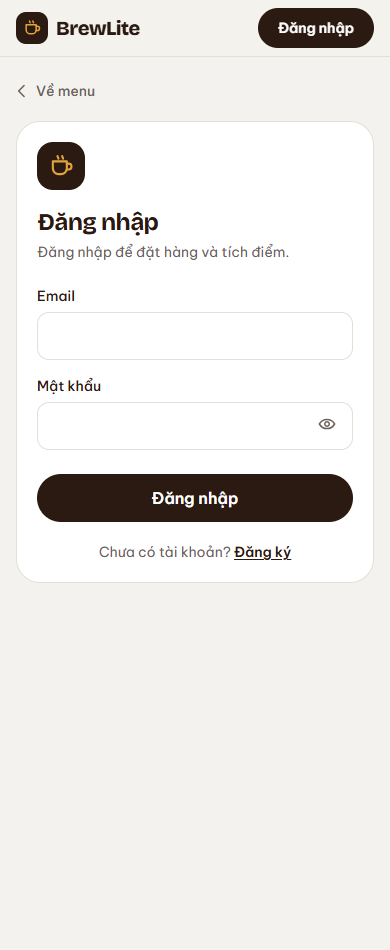 BrewLite
Đăng nhập
Về menu
Đăng nhập
Đăng nhập để đặt hàng và tích điểm.
Email
Mật khẩu
Đăng nhập
Chưa có tài khoản? Đăng ký